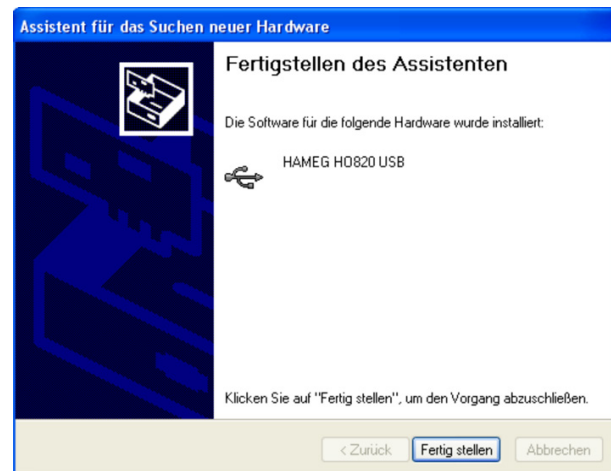 Assistent für das Suchen neuer Hardware
Fertigstellen des Assistenten
Die Software für die folgende Hardware wurde installiert:
HAMEG HO820 USB
Klicken Sie auf "Fertig stellen", um den Vorgang abzuschließen.
< Zurück Fertig stellen Abbrechen